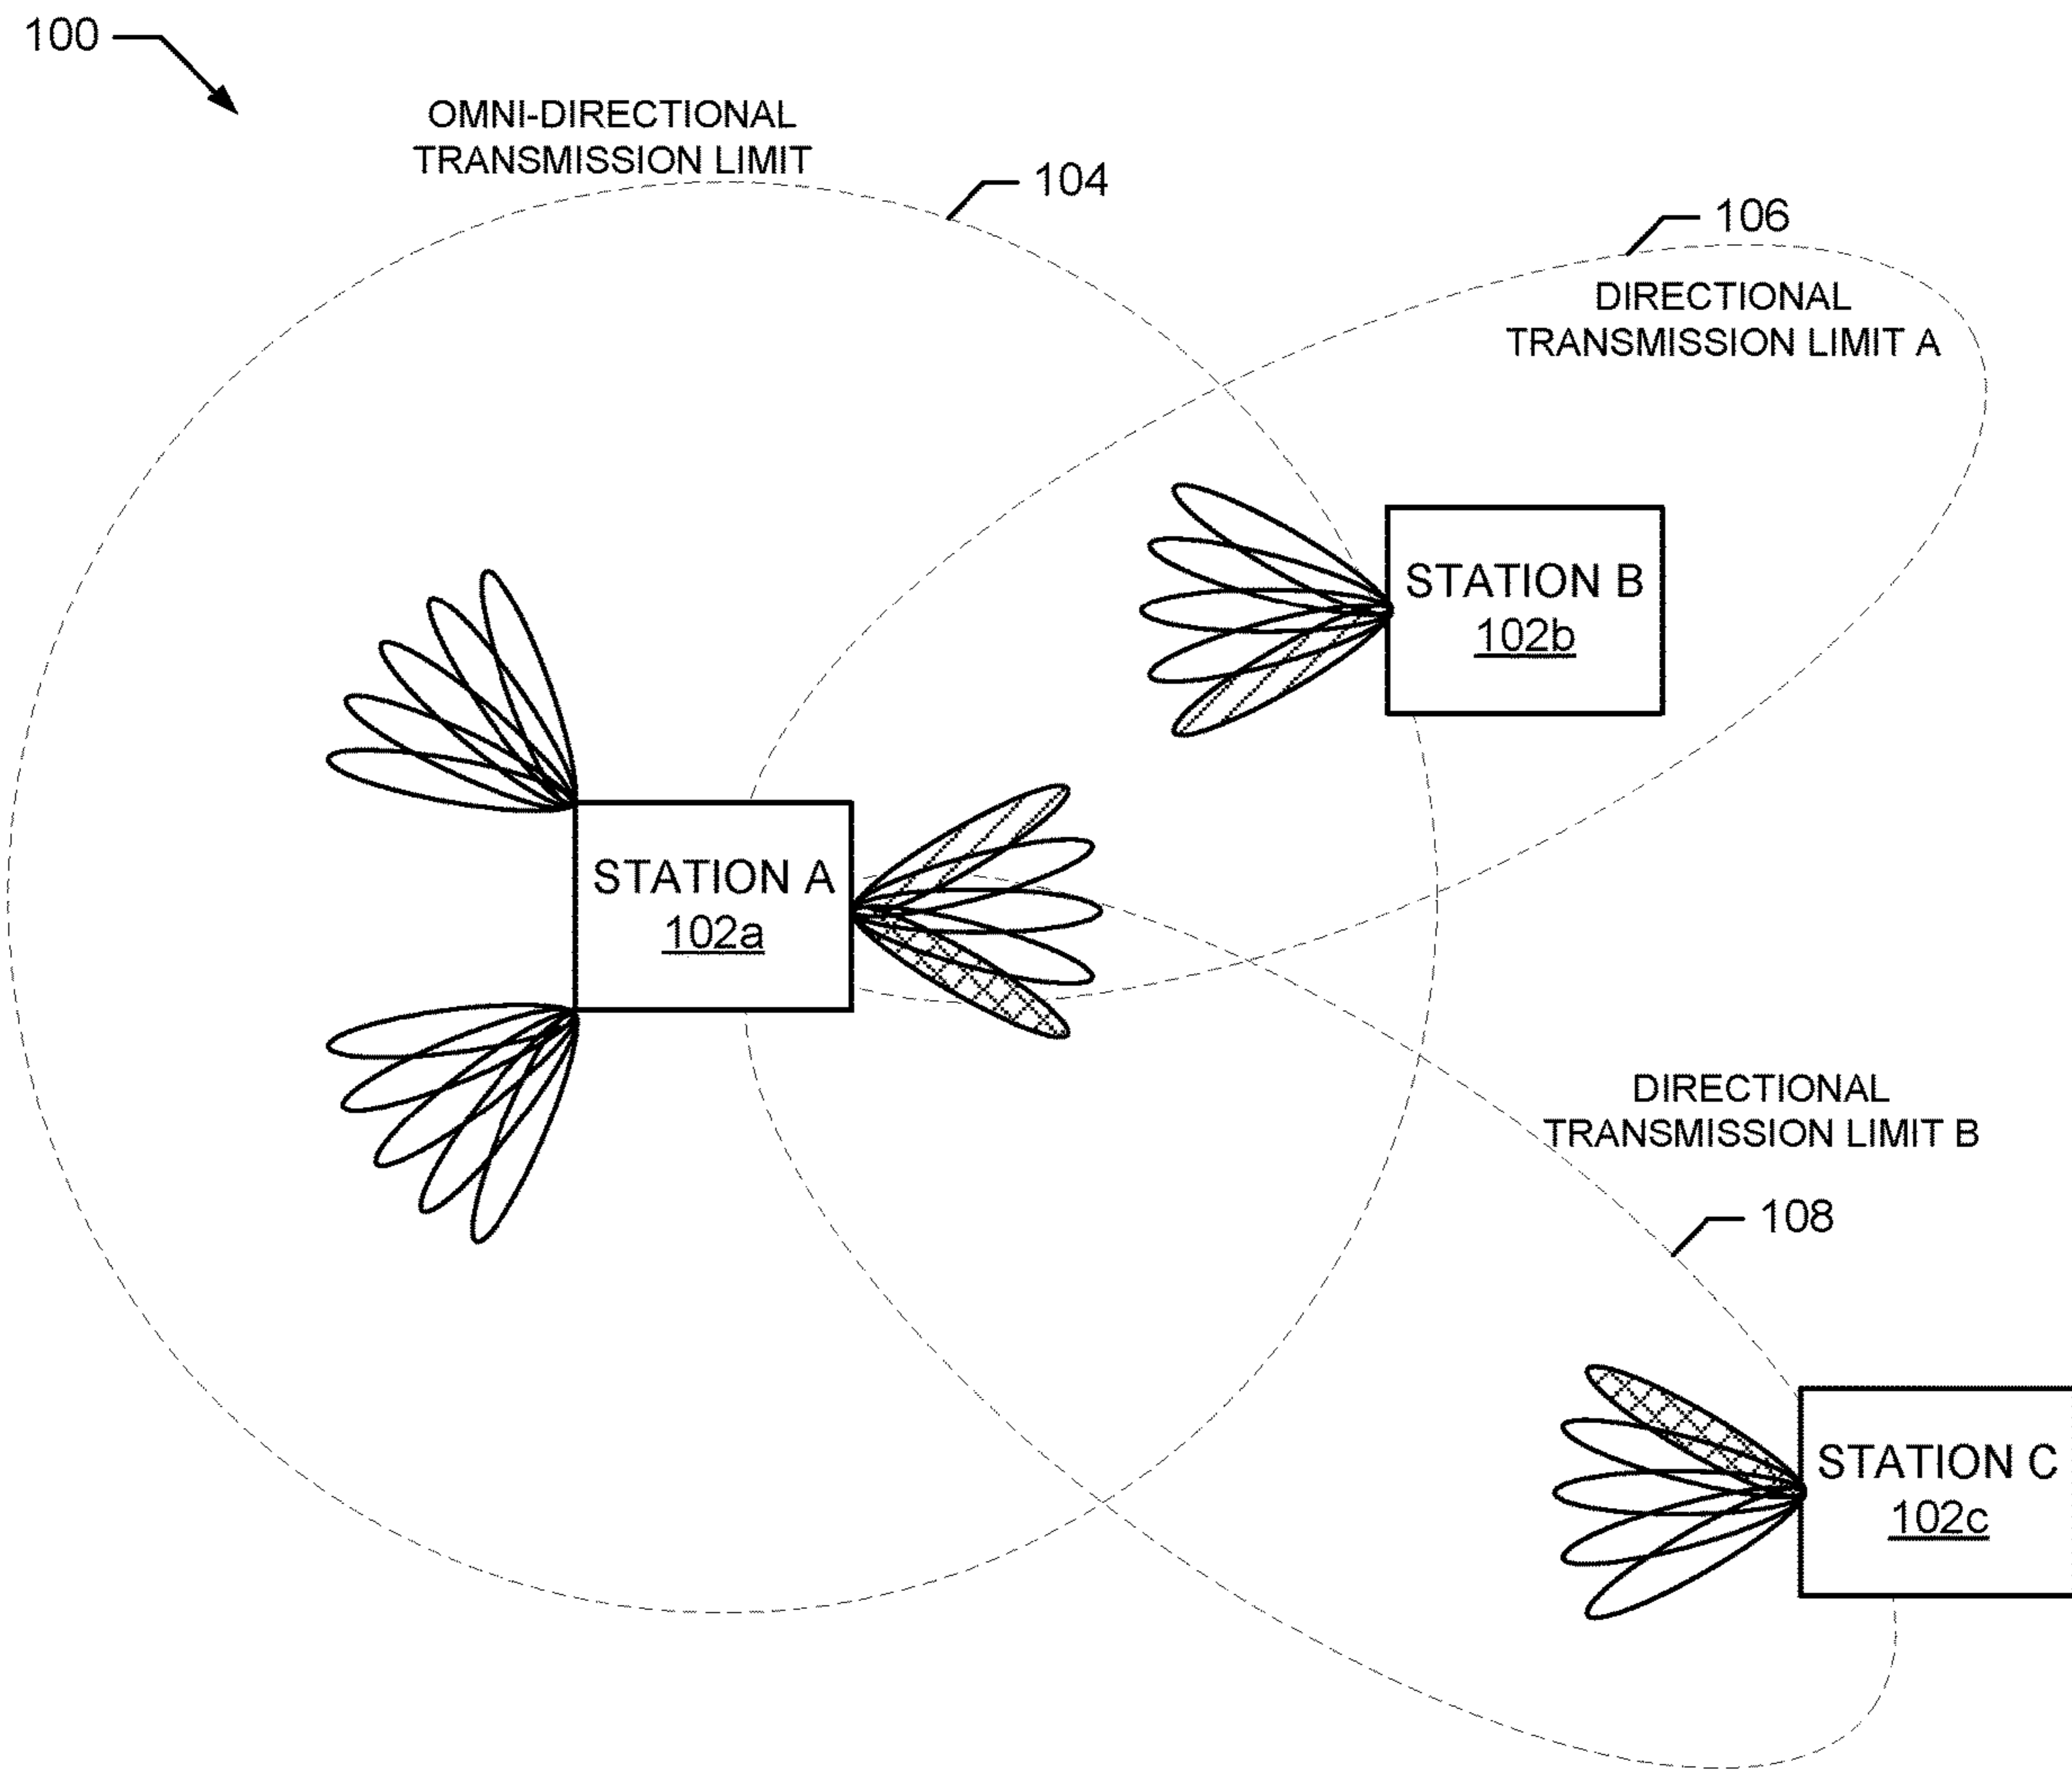 100
OMNI-DIRECTIONAL
TRANSMISSION LIMIT
104
106
DIRECTIONAL
TRANSMISSION LIMIT A
STATION B
102b
STATION A
102a
DIRECTIONAL
TRANSMISSION LIMIT B
108
STATION C
102c